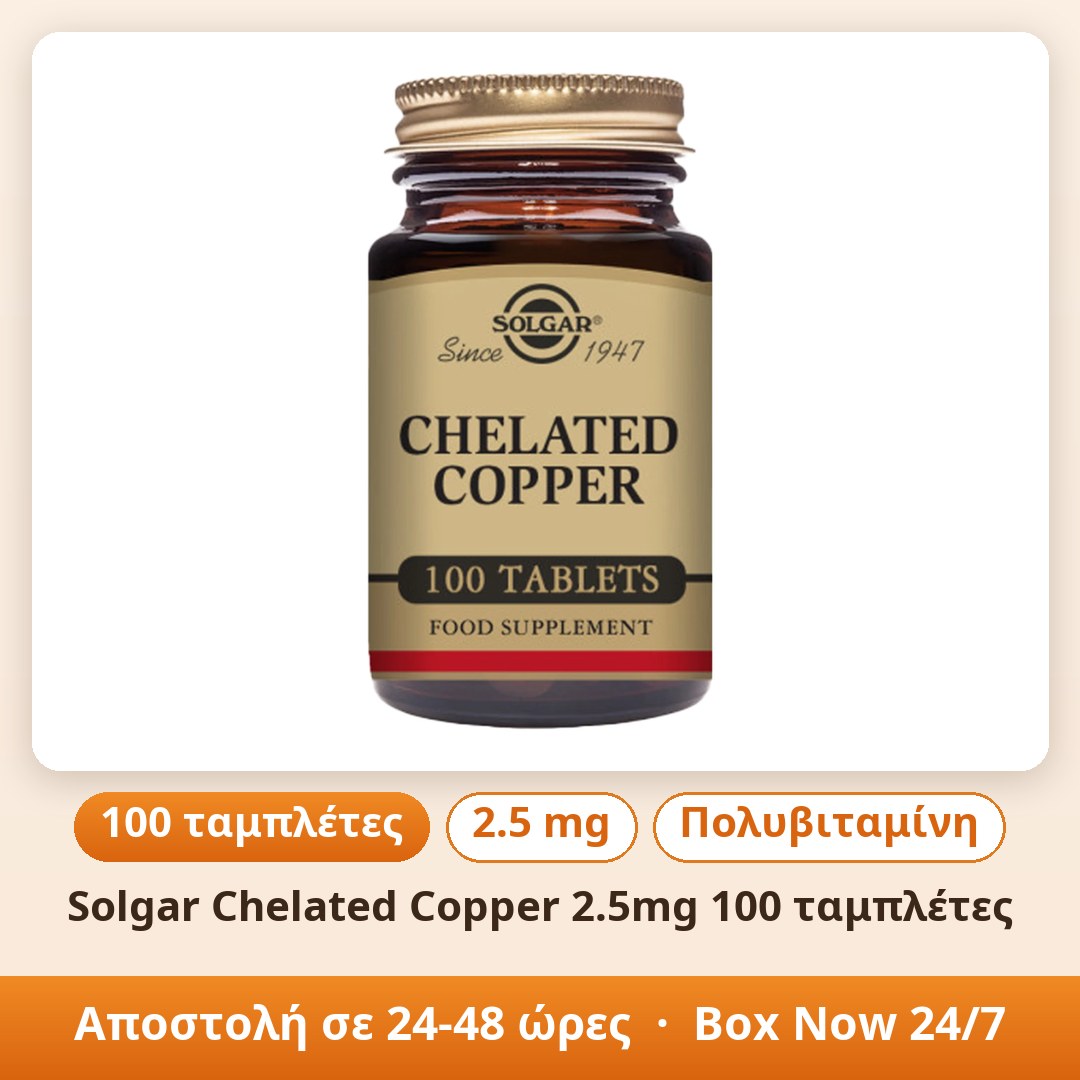 SOLGAR®
Since 1947
CHELATED
COPPER
100 TABLETS
FOOD SUPPLEMENT
100 ταμπλέτες 2.5 mg Πολυβιταμίνη
Solgar Chelated Copper 2.5mg 100 ταμπλέτες
Αποστολή σε 24-48 ώρες · Box Now 24/7